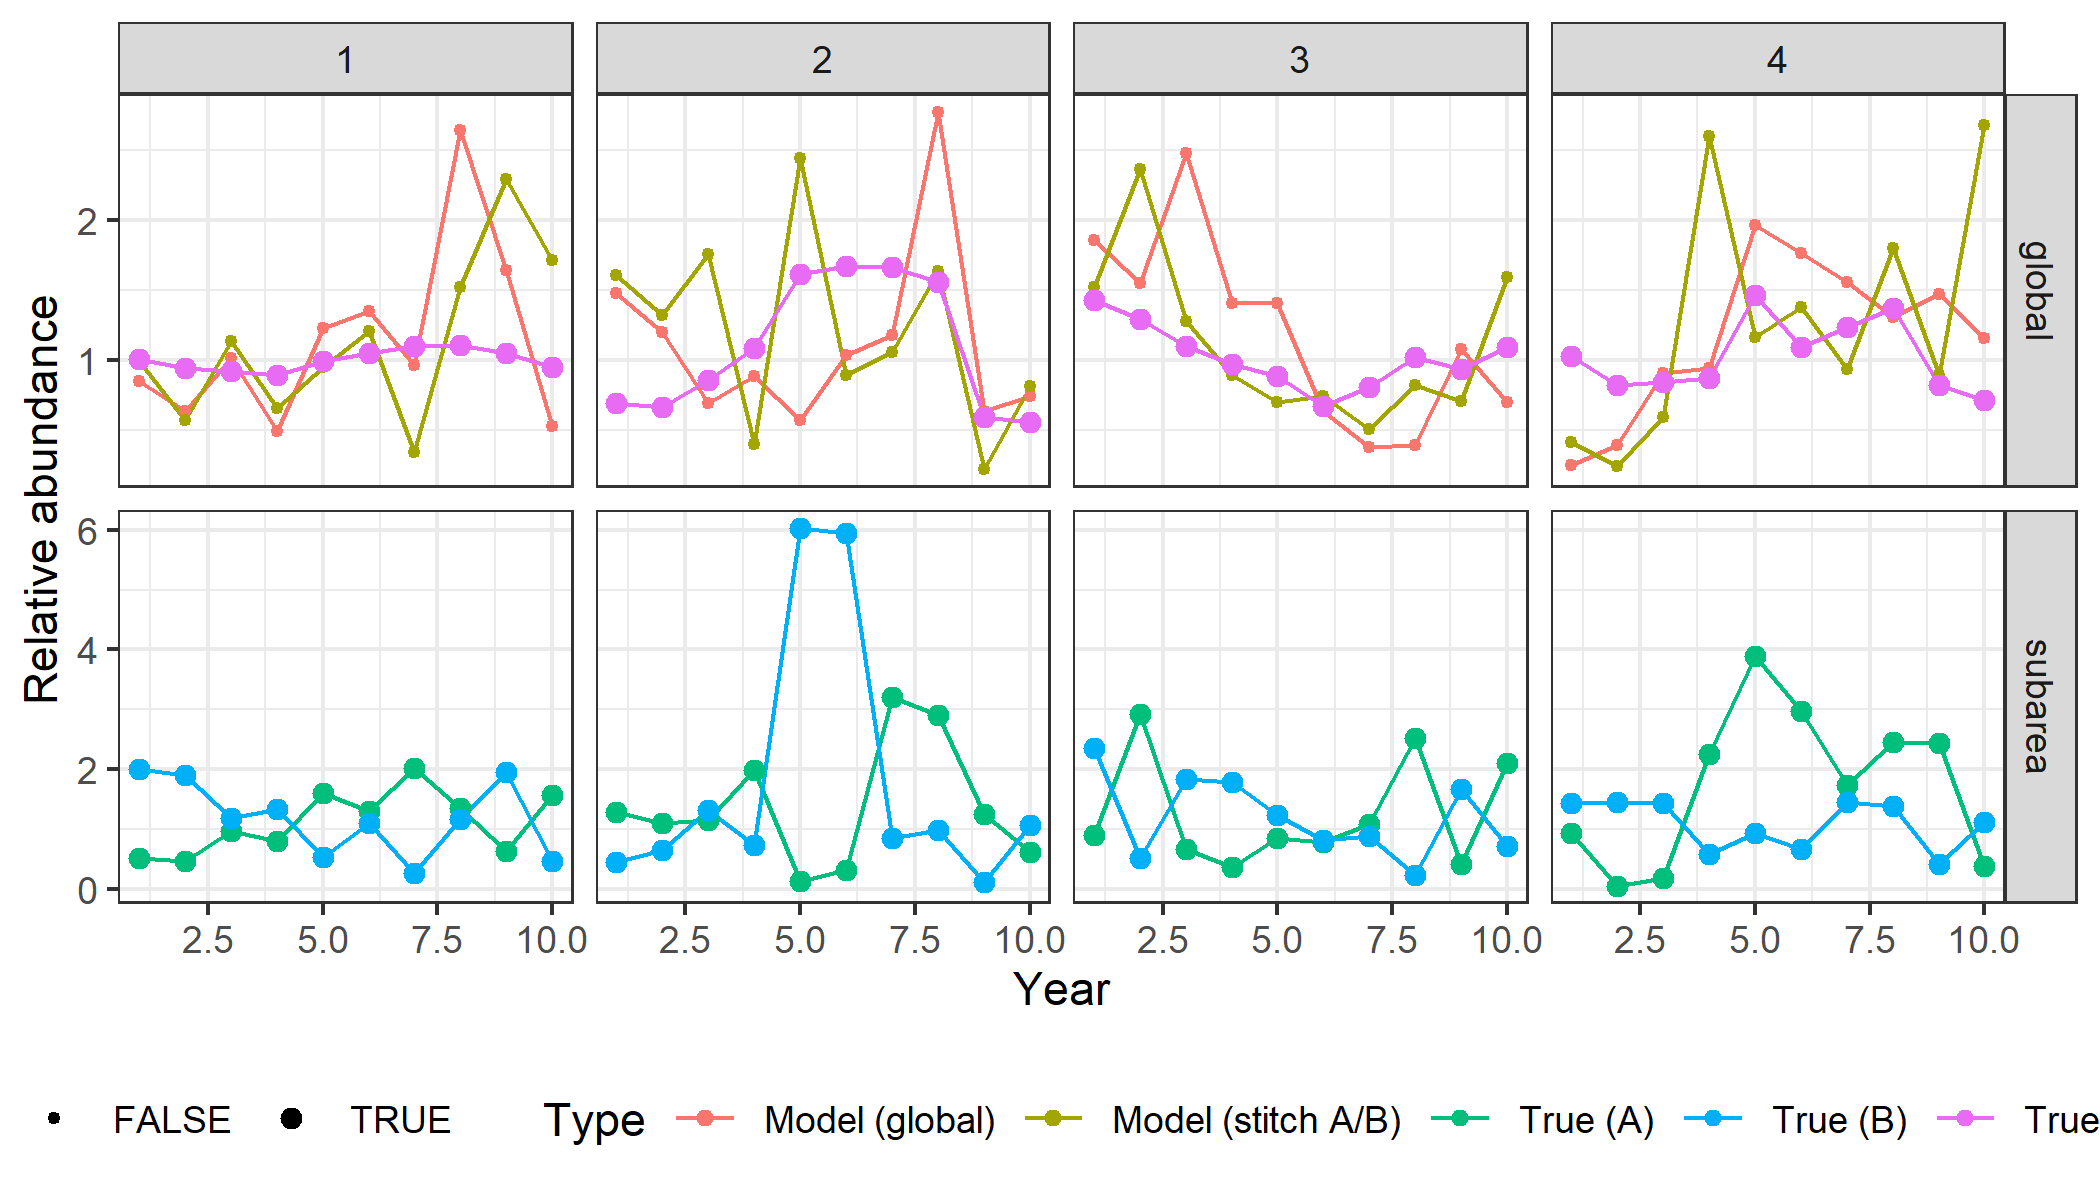 1 2 3 4
2
1
global
Relative abundance
6
4
2
0
subarea
2.5 5.0 7.5 10.0 2.5 5.0 7.5 10.0 2.5 5.0 7.5 10.0 2.5 5.0 7.5 10.0
Year
FALSE TRUE Type Model (global) Model (stitch A/B) True (A) True (B) True